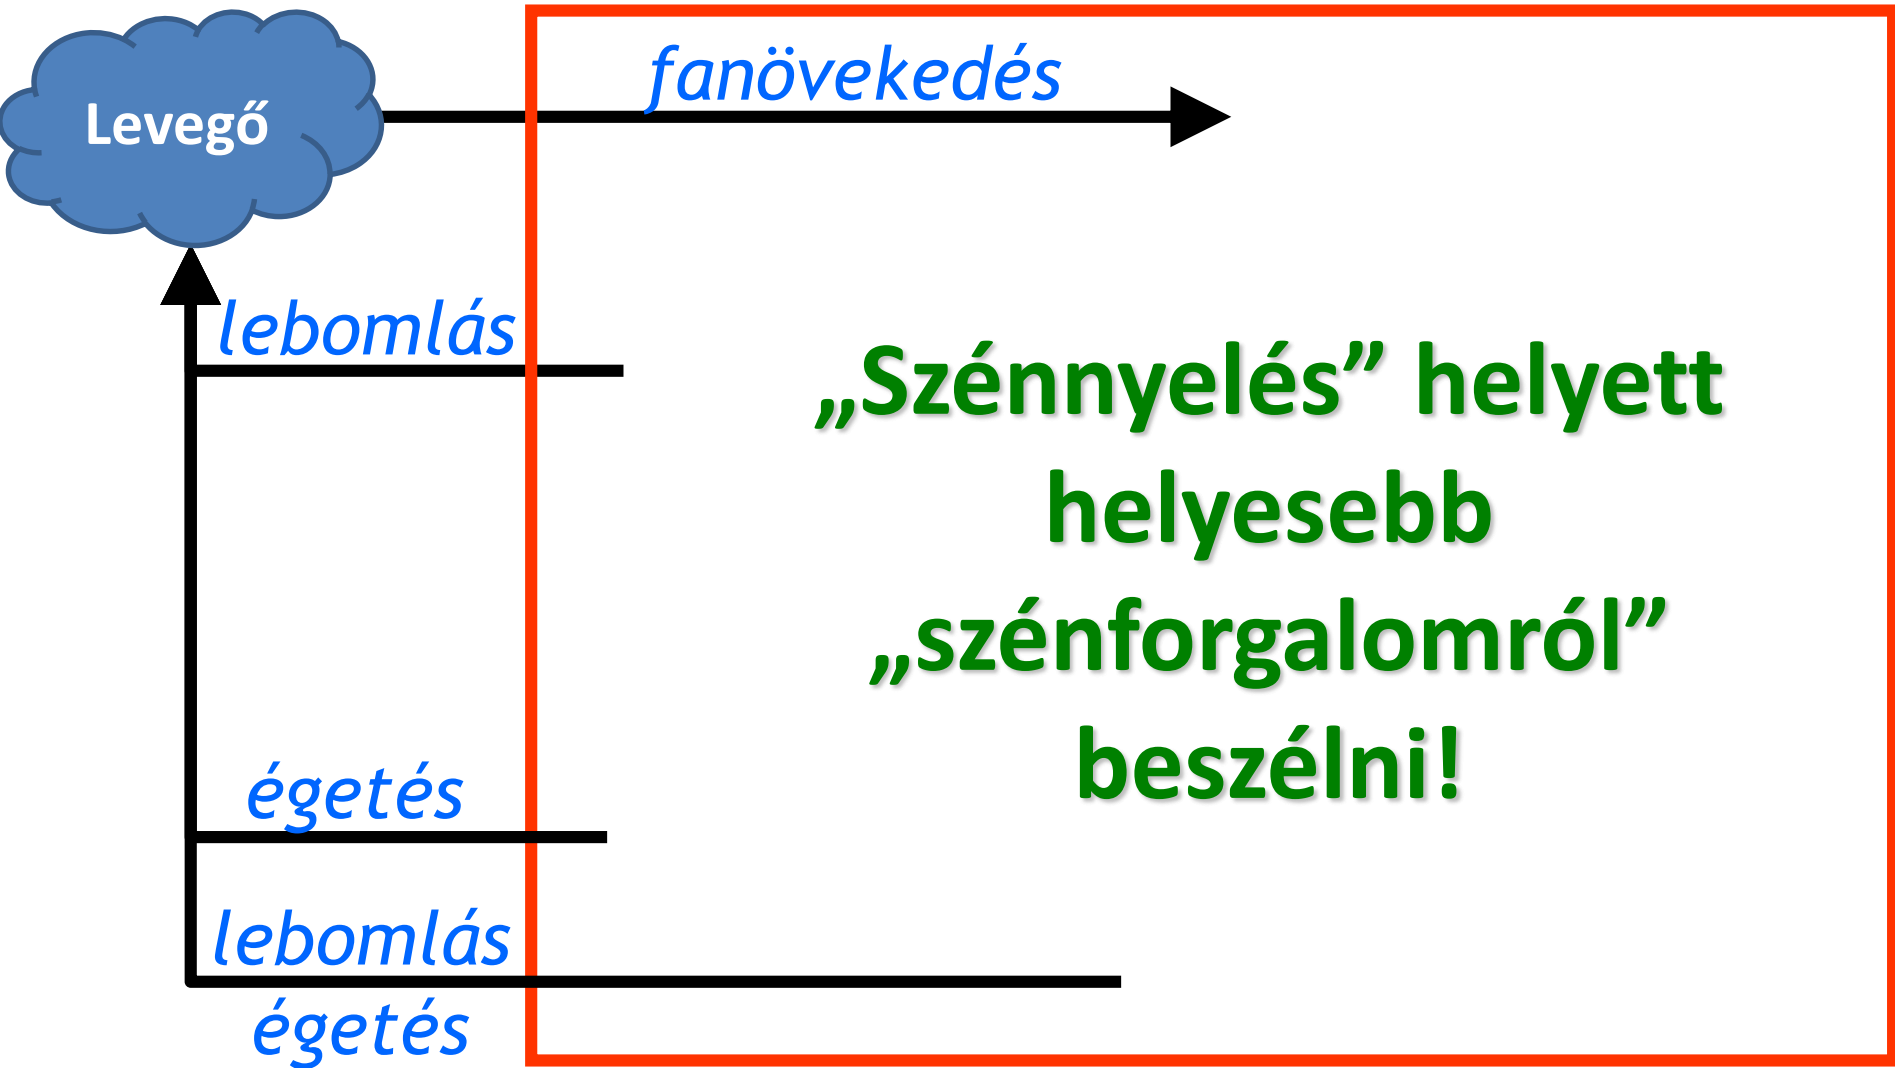 fanövekedés
Levegő
lebomlás
„Szénnyelés” helyett
helyesebb
„szénforgalomról”
beszélni!
égetés
lebomlás
égetés